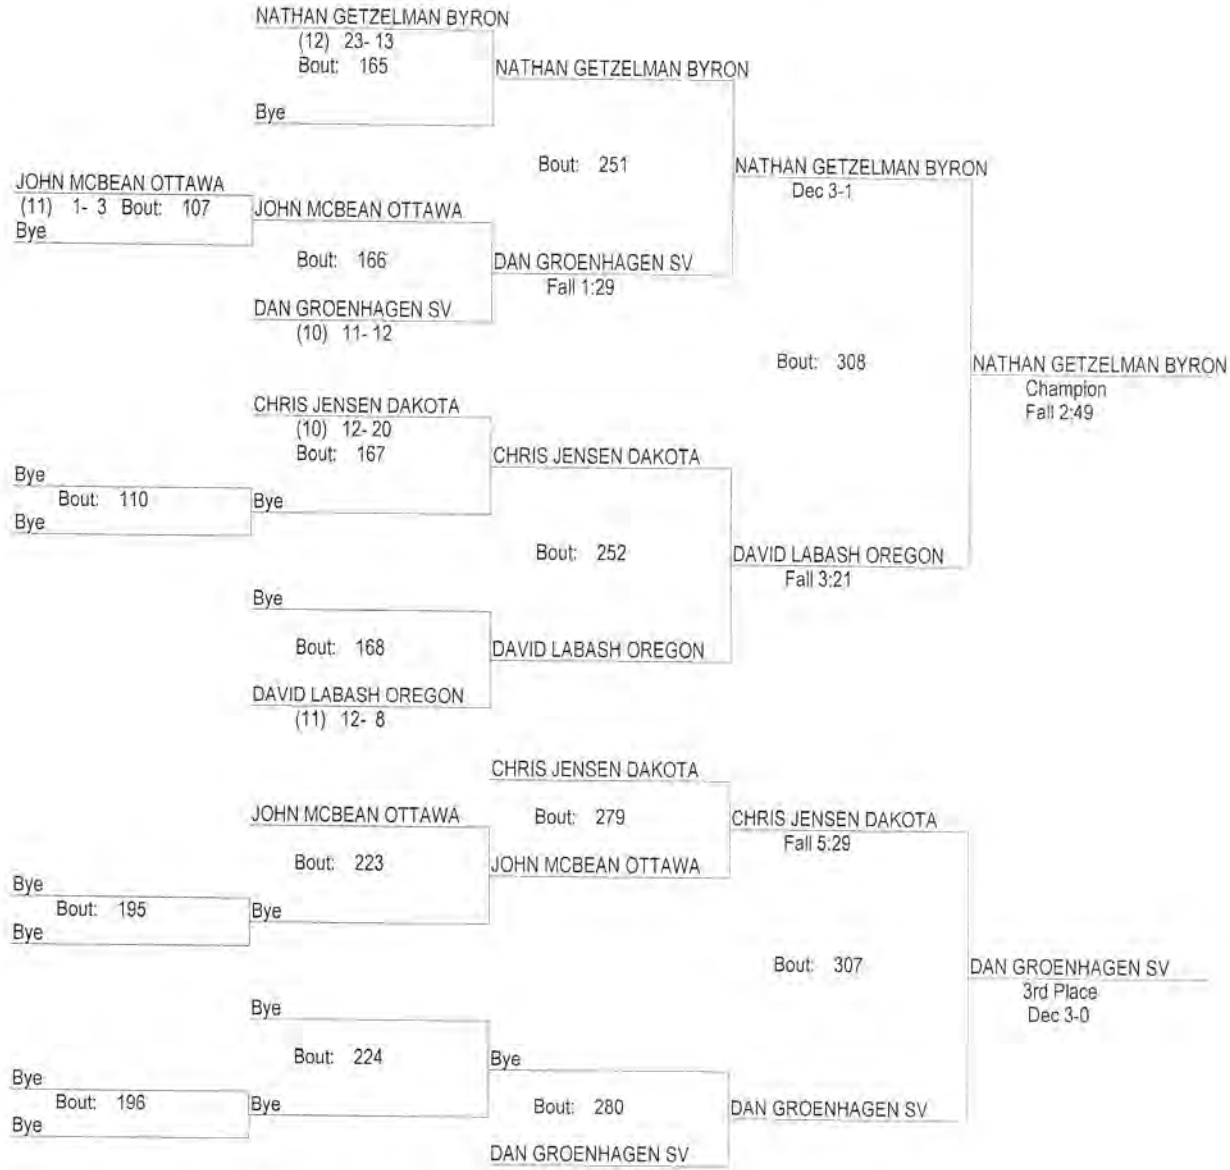 NATHAN GETZELMAN BYRON
(12) 23- 13
Bout: 165
NATHAN GETZELMAN BYRON
Bye
Bout: 251
NATHAN GETZELMAN BYRON
Dec 3-1
JOHN MCBEAN OTTAWA
(11) 1- 3 Bout: 107
Bye
JOHN MCBEAN OTTAWA
Bout: 166
DAN GROENHAGEN SV
Fall 1:29
DAN GROENHAGEN SV
(10) 11- 12
Bout: 308
NATHAN GETZELMAN BYRON
Champion
Fall 2:49
CHRIS JENSEN DAKOTA
(10) 12- 20
Bout: 167
CHRIS JENSEN DAKOTA
Bye
Bout: 110
Bye
Bye
Bout: 252
DAVID LABASH OREGON
Fall 3:21
Bye
Bout: 168
DAVID LABASH OREGON
DAVID LABASH OREGON
(11) 12- 8
CHRIS JENSEN DAKOTA
JOHN MCBEAN OTTAWA
Bout: 279
CHRIS JENSEN DAKOTA
Fall 5:29
Bout: 223
JOHN MCBEAN OTTAWA
Bye
Bout: 195
Bye
Bye
Bout: 307
DAN GROENHAGEN SV
3rd Place
Dec 3-0
Bye
Bout: 224
Bye
Bye
Bout: 196
Bye
Bye
Bout: 280
DAN GROENHAGEN SV
DAN GROENHAGEN SV